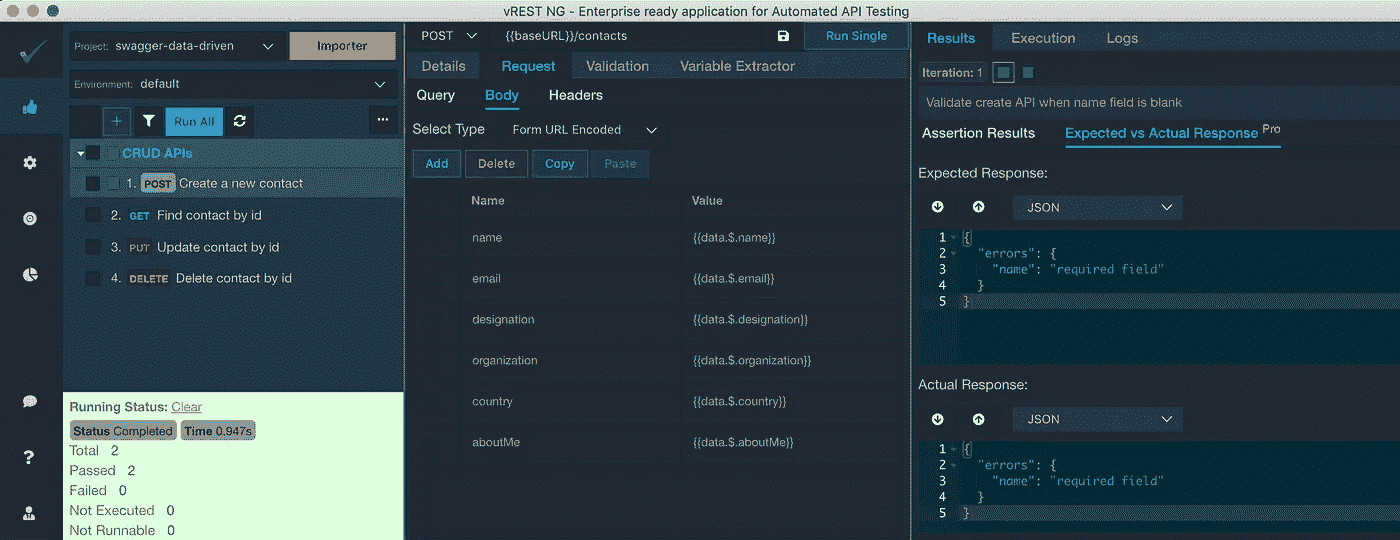 vREST NG - Enterprise ready application for Automated API Testing
Project: swagger-data-driven
Importer
Environment: default
+
Run All
...
CRUD APIs
1. POST Create a new contact
2. GET Find contact by id
3. PUT Update contact by id
4. DELETE Delete contact by id
Running Status: Clear
Status Completed Time 0.947s
Total 2
Passed 2
Failed 0
Not Executed 0
Not Runnable 0
POST {{baseURL}}/contacts
Run Single
Details Request Validation Variable Extractor
Query Body Headers
Select Type Form URL Encoded
Add Delete Copy Paste
Name Value
name {{data.$.name}}
email {{data.$.email}}
designation {{data.$.designation}}
organization {{data.$.organization}}
country {{data.$.country}}
aboutMe {{data.$.aboutMe}}
Results Execution Logs
Iteration: 1
Validate create API when name field is blank
Assertion Results Expected vs Actual Response Pro
Expected Response:
JSON
1 {
2 "errors": {
3 "name": "required field"
4 }
5 }
Actual Response:
JSON
1 {
2 "errors": {
3 "name": "required field"
4 }
5 }